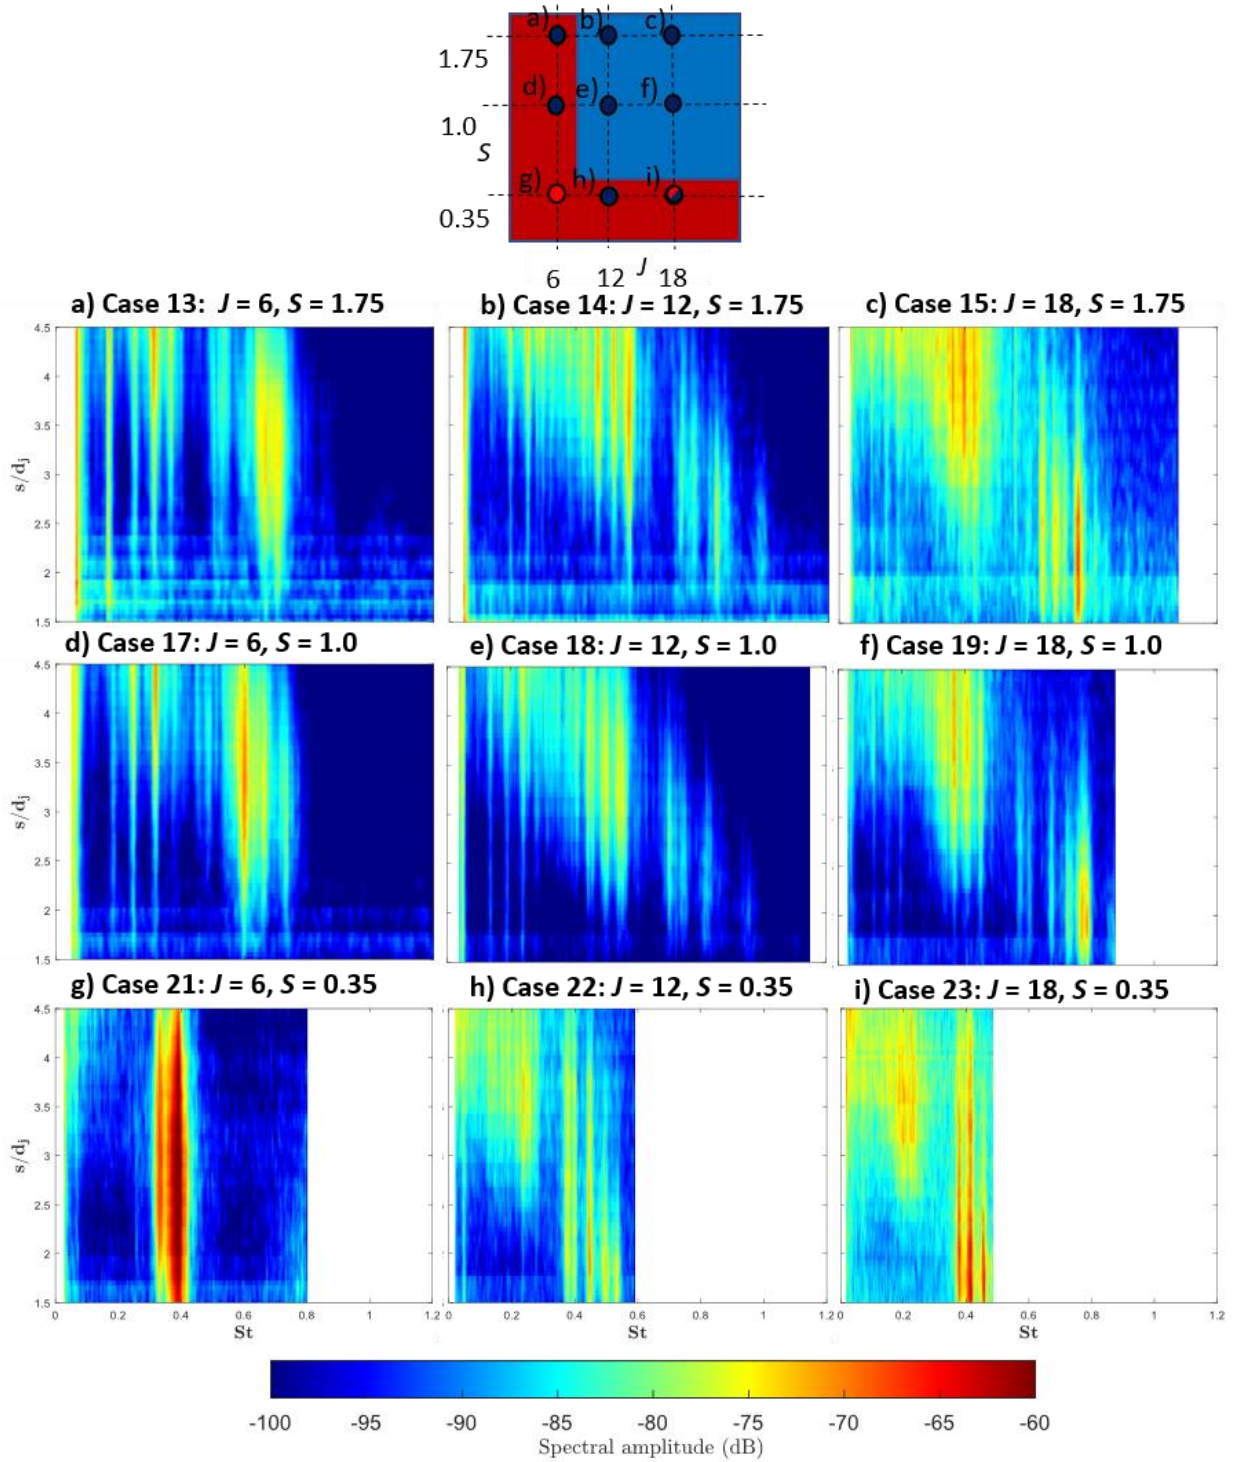 a) b) c)
1.75
d) e) f)
1.0
S
g) h) i)
0.35
J
6 12 18
a) Case 13: J = 6, S = 1.75
b) Case 14: J = 12, S = 1.75
c) Case 15: J = 18, S = 1.75
4.5
4
3.5
3
2.5
2
1.5
s/dj
d) Case 17: J = 6, S = 1.0
e) Case 18: J = 12, S = 1.0
f) Case 19: J = 18, S = 1.0
4.5
4
3.5
3
2.5
2
1.5
s/dj
g) Case 21: J = 6, S = 0.35
h) Case 22: J = 12, S = 0.35
i) Case 23: J = 18, S = 0.35
4.5
4
3.5
3
2.5
2
1.5
s/dj
0 0.2 0.4 0.6 0.8 1 1.2
St
0 0.2 0.4 0.6 0.8 1 1.2
St
0.2 0.4 0.6 0.8 1 1.2
St
-100 -95 -90 -85 -80 -75 -70 -65 -60
Spectral amplitude (dB)